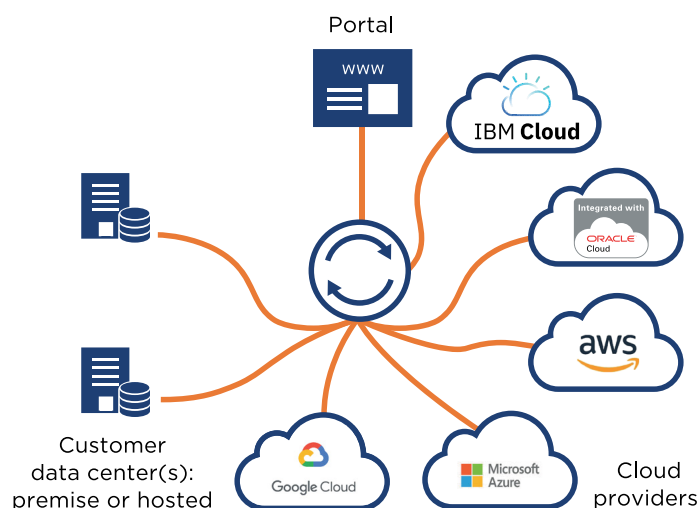 Portal
www
IBM Cloud
Integrated with
ORACLE
Cloud
aws
Microsoft
Azure
Google Cloud
Customer
data center(s):
premise or hosted
Cloud
providers